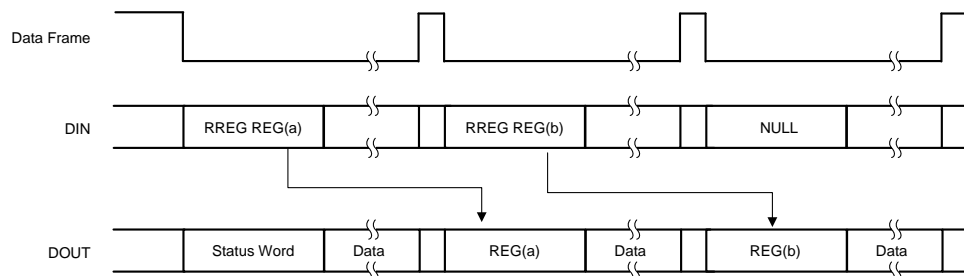 Data Frame
DIN RREG REG(a) RREG REG(b) NULL
DOUT Status Word Data REG(a) Data REG(b) Data